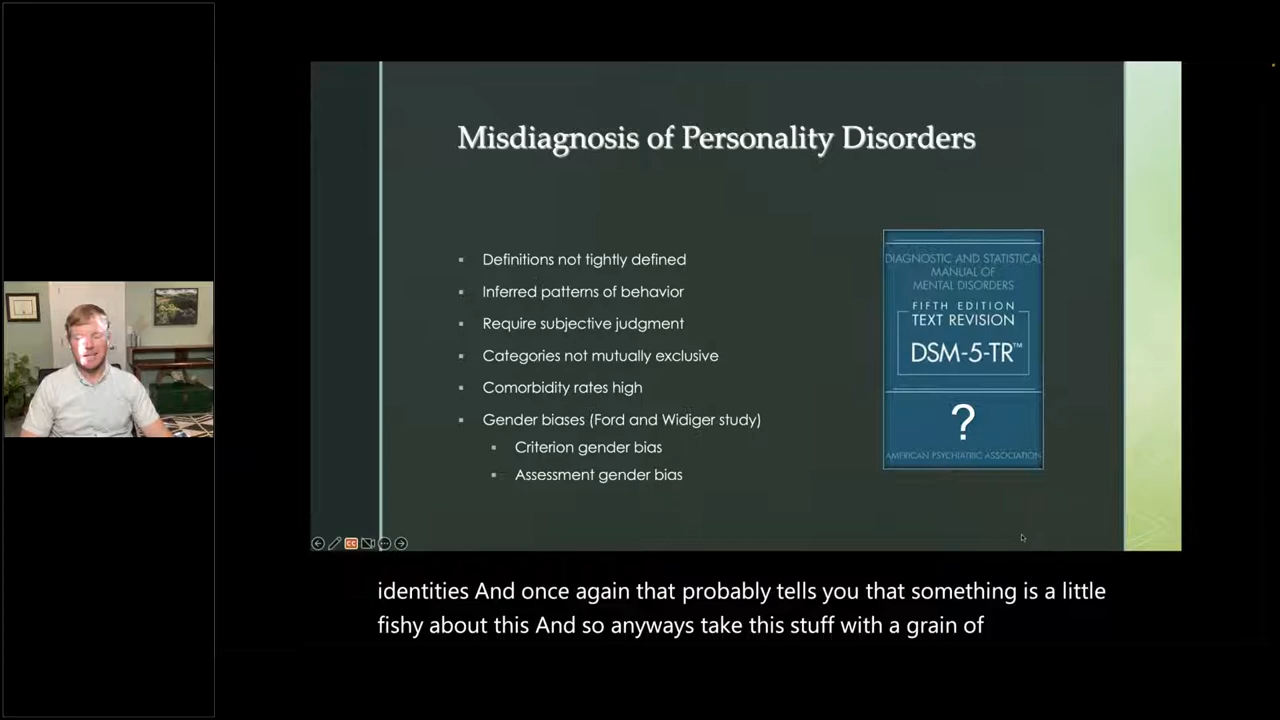 Misdiagnosis of Personality Disorders
Definitions not tightly defined
Inferred patterns of behavior
Require subjective judgment
Categories not mutually exclusive
Comorbidity rates high
Gender biases (Ford and Widiger study)
Criterion gender bias
Assessment gender bias
DIAGNOSTIC AND STATISTICAL
MANUAL OF
MENTAL DISORDERS
FIFTH EDITION
TEXT REVISION
DSM-5-TR™
?
AMERICAN PSYCHIATRIC ASSOCIATION
CC
identities And once again that probably tells you that something is a little
fishy about this And so anyways take this stuff with a grain of